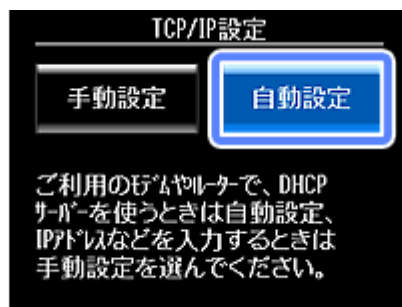 TCP/IP設定
手動設定
自動設定
ご利用のﾓﾃﾞﾑやﾙｰﾀｰで、DHCP
ｻｰﾊﾞｰを使うときは自動設定、
IPｱﾄﾞﾚｽなどを入力するときは
手動設定を選んでください。